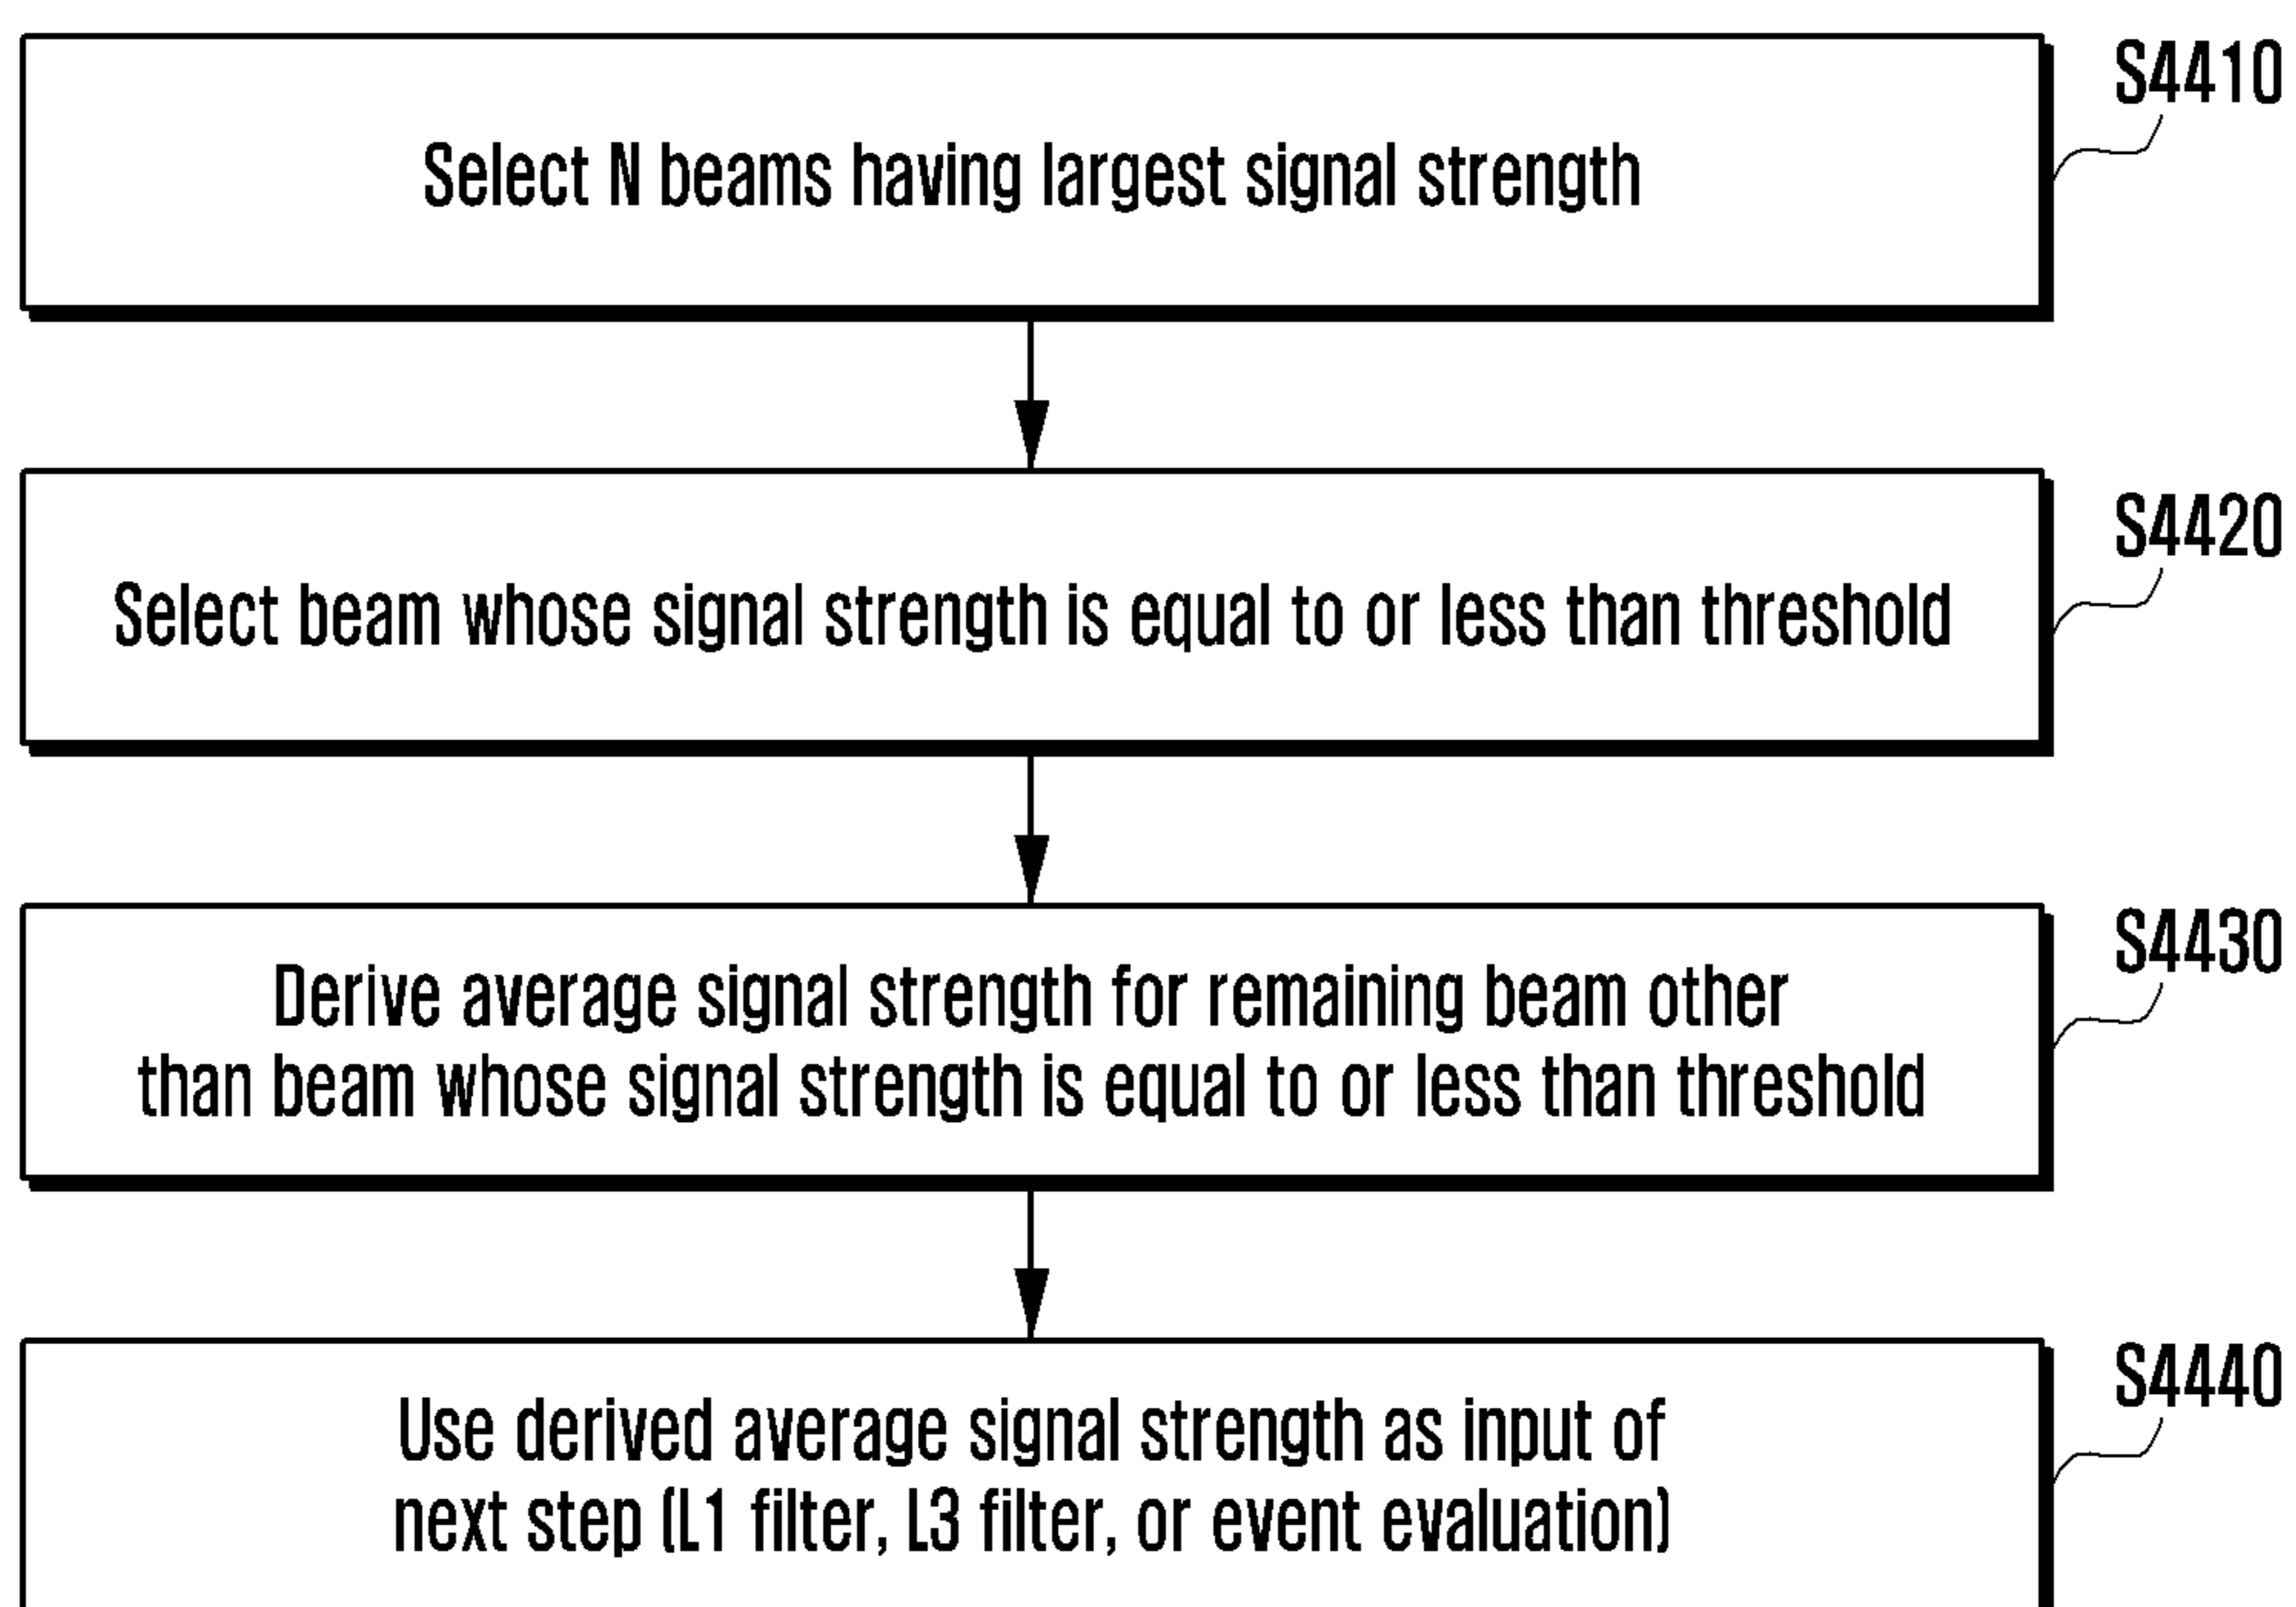 S4410
Select N beams having largest signal strength
S4420
Select beam whose signal strength is equal to or less than threshold
S4430
Derive average signal strength for remaining beam other
than beam whose signal strength is equal to or less than threshold
S4440
Use derived average signal strength as input of
next step (L1 filter, L3 filter, or event evaluation)